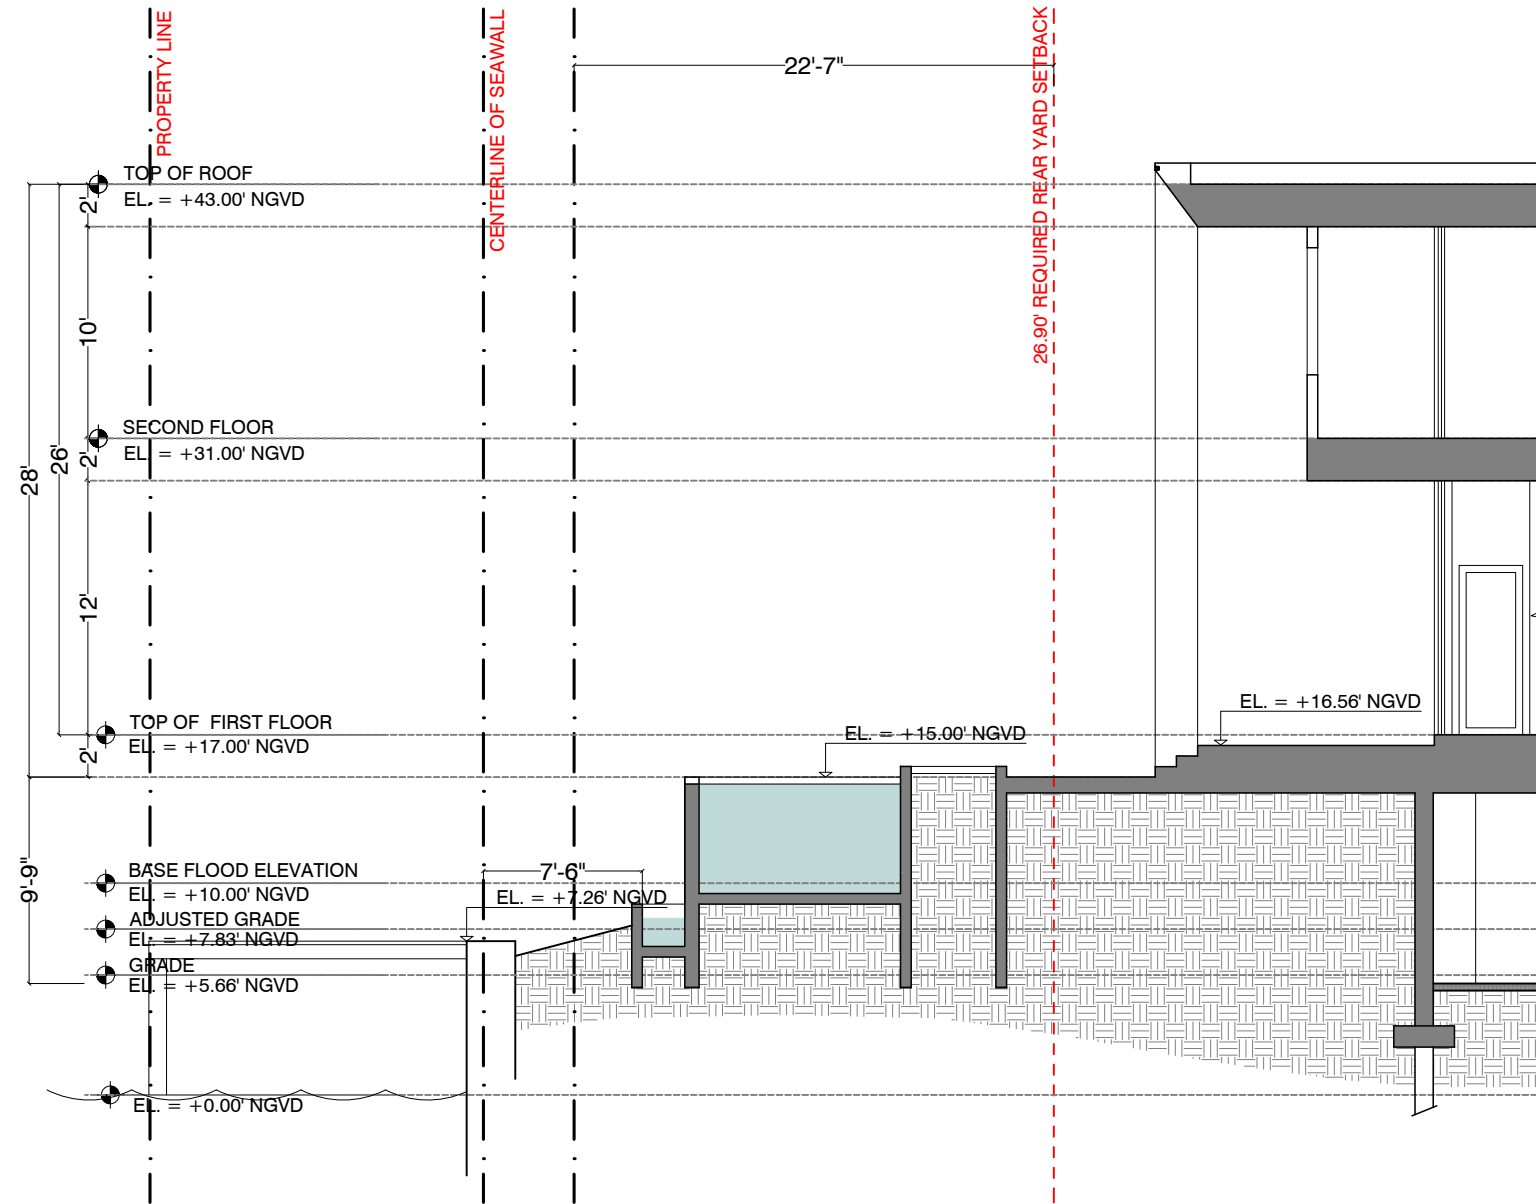 PROPERTY LINE
CENTERLINE OF SEAWALL
22'-7"
26.90' REQUIRED REAR YARD SETBACK
TOP OF ROOF
EL. = +43.00' NGVD
2'
10'
SECOND FLOOR
EL. = +31.00' NGVD
2'
26'
28'
12'
TOP OF FIRST FLOOR
EL. = +17.00' NGVD
2'
EL. = +16.56' NGVD
EL. = +15.00' NGVD
BASE FLOOD ELEVATION
EL. = +10.00' NGVD
7'-6"
EL. = +7.26' NGVD
9'-9"
ADJUSTED GRADE
EL. = +7.83' NGVD
GRADE
EL. = +5.66' NGVD
EL. = +0.00' NGVD